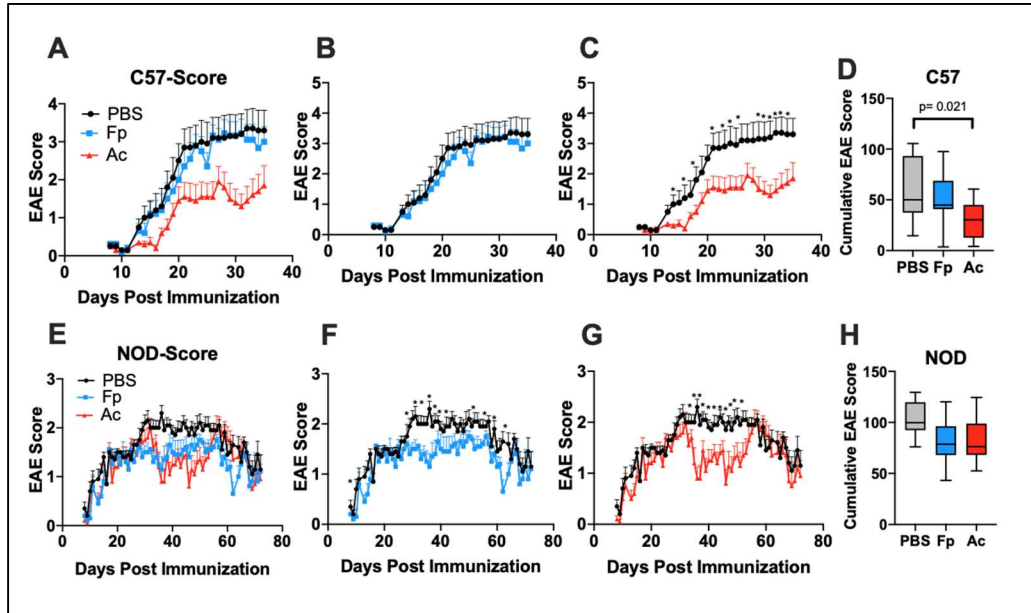 A
C57-Score
PBS
Fp
Ac
EAE Score
4
3
2
1
0
0 10 20 30 40
Days Post Immunization
B
EAE Score
5
4
3
2
1
0
0 10 20 30 40
Days Post Immunization
C
EAE Score
5
4
3
2
1
0
0 10 20 30 40
Days Post Immunization
* * * * * * * * * * * * * *
D
C57
Cumulative EAE Score
150
100
50
0
p= 0.021
PBS Fp Ac
E
NOD-Score
PBS
Fp
Ac
EAE Score
3
2
1
0
0 20 40 60 80
Days Post Immunization
F
EAE Score
3
2
1
0
0 20 40 60 80
Days Post Immunization
G
EAE Score
3
2
1
0
0 20 40 60 80
Days Post Immunization
H
NOD
Cumulative EAE Score
150
100
50
0
PBS Fp Ac